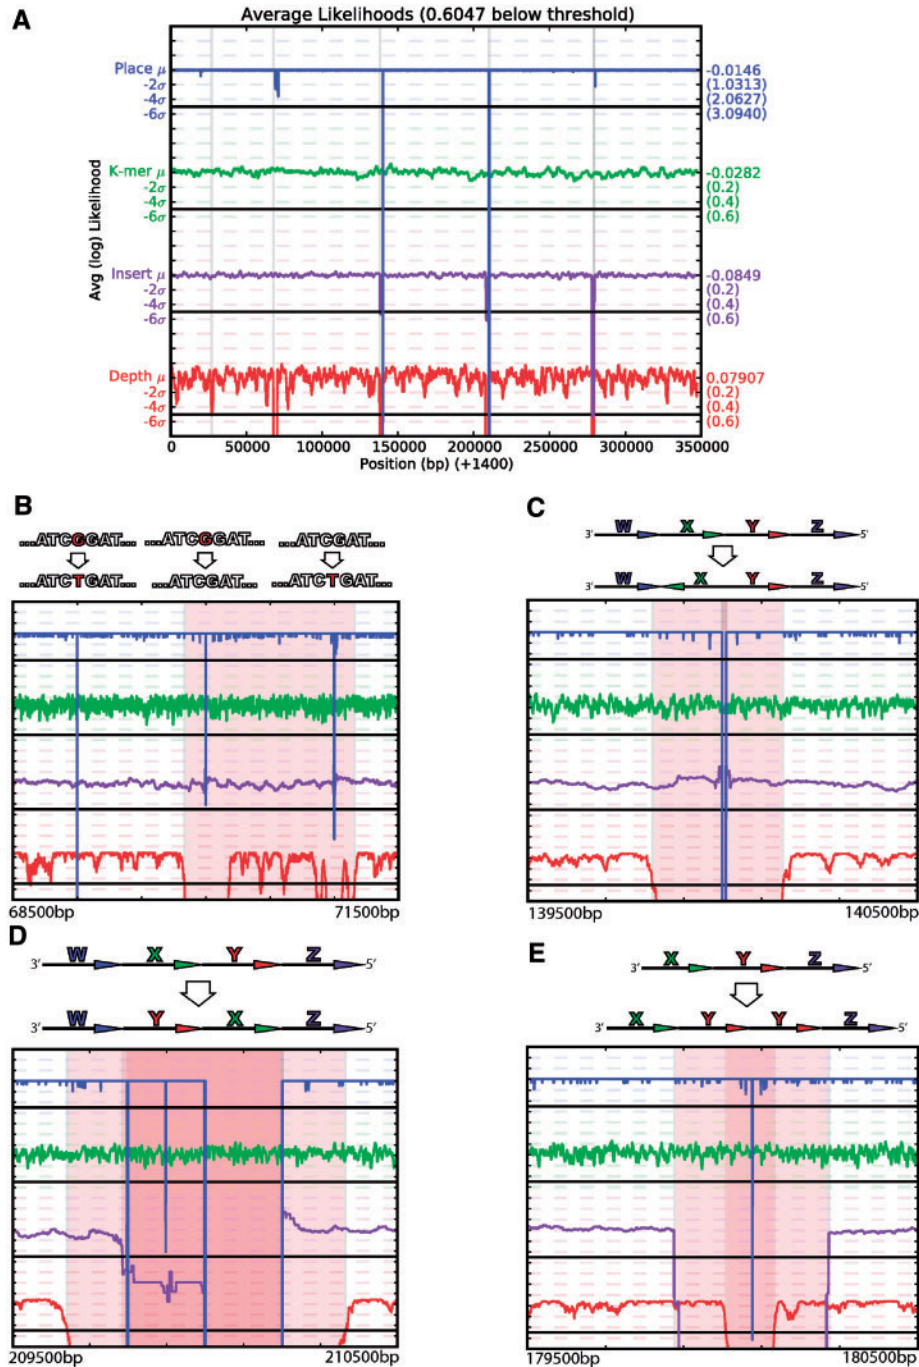 A
Average Likelihoods (0.6047 below threshold)
Avg (log) Likelihood
Place μ
-2σ
-4σ
-6σ
-0.0146
(1.0313)
(2.0627)
(3.0940)
K-mer μ
-2σ
-4σ
-6σ
-0.0282
(0.2)
(0.4)
(0.6)
Insert μ
-2σ
-4σ
-6σ
-0.0849
(0.2)
(0.4)
(0.6)
Depth μ
-2σ
-4σ
-6σ
0.07907
(0.2)
(0.4)
(0.6)
0 50000 100000 150000 200000 250000 300000 350000
Position (bp) (+1400)
B
...ATCGGAT... ...ATCGGAT... ...ATCGAT...
...ATCTGAT... ...ATCGAT... ...ATCTGAT...
68500bp 71500bp
C
W X Y Z
3' 5'
W X Y Z
3' 5'
139500bp 140500bp
D
W X Y Z
3' 5'
W Y X Z
3' 5'
209500bp 210500bp
E
X Y Z
3' 5'
X Y Y Z
3' 5'
179500bp 180500bp